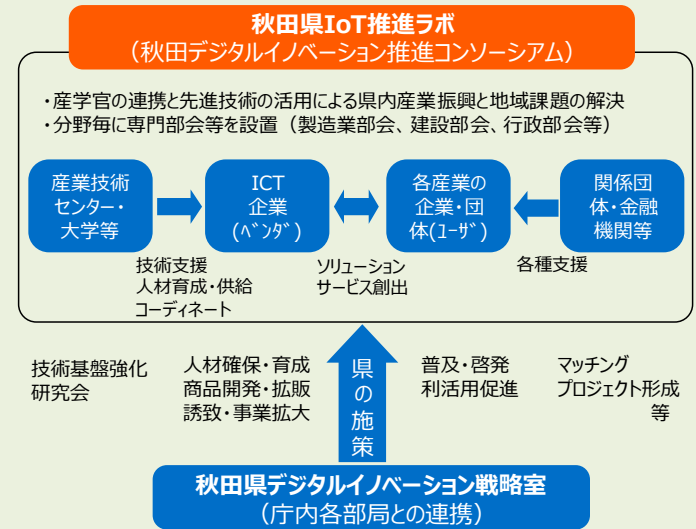 秋田県IoT推進ラボ
（秋田デジタルイノベーション推進コンソーシアム）
・産学官の連携と先進技術の活用による県内産業振興と地域課題の解決
・分野毎に専門部会等を設置（製造業部会、建設部会、行政部会等）
産業技術
センター・
大学等
ICT
企業
(ﾍﾞﾝﾀﾞ)
各産業の
企業・団
体(ﾕｰｻﾞ)
関係団
体・金融
機関等
技術支援
人材育成・供給
コーディネート
ソリューション
サービス創出
各種支援
技術基盤強化
研究会
人材確保・育成
商品開発・拡販
誘致・事業拡大
県の施策
普及・啓発
利活用促進
マッチング
プロジェクト形成
等
秋田県デジタルイノベーション戦略室
（庁内各部局との連携）